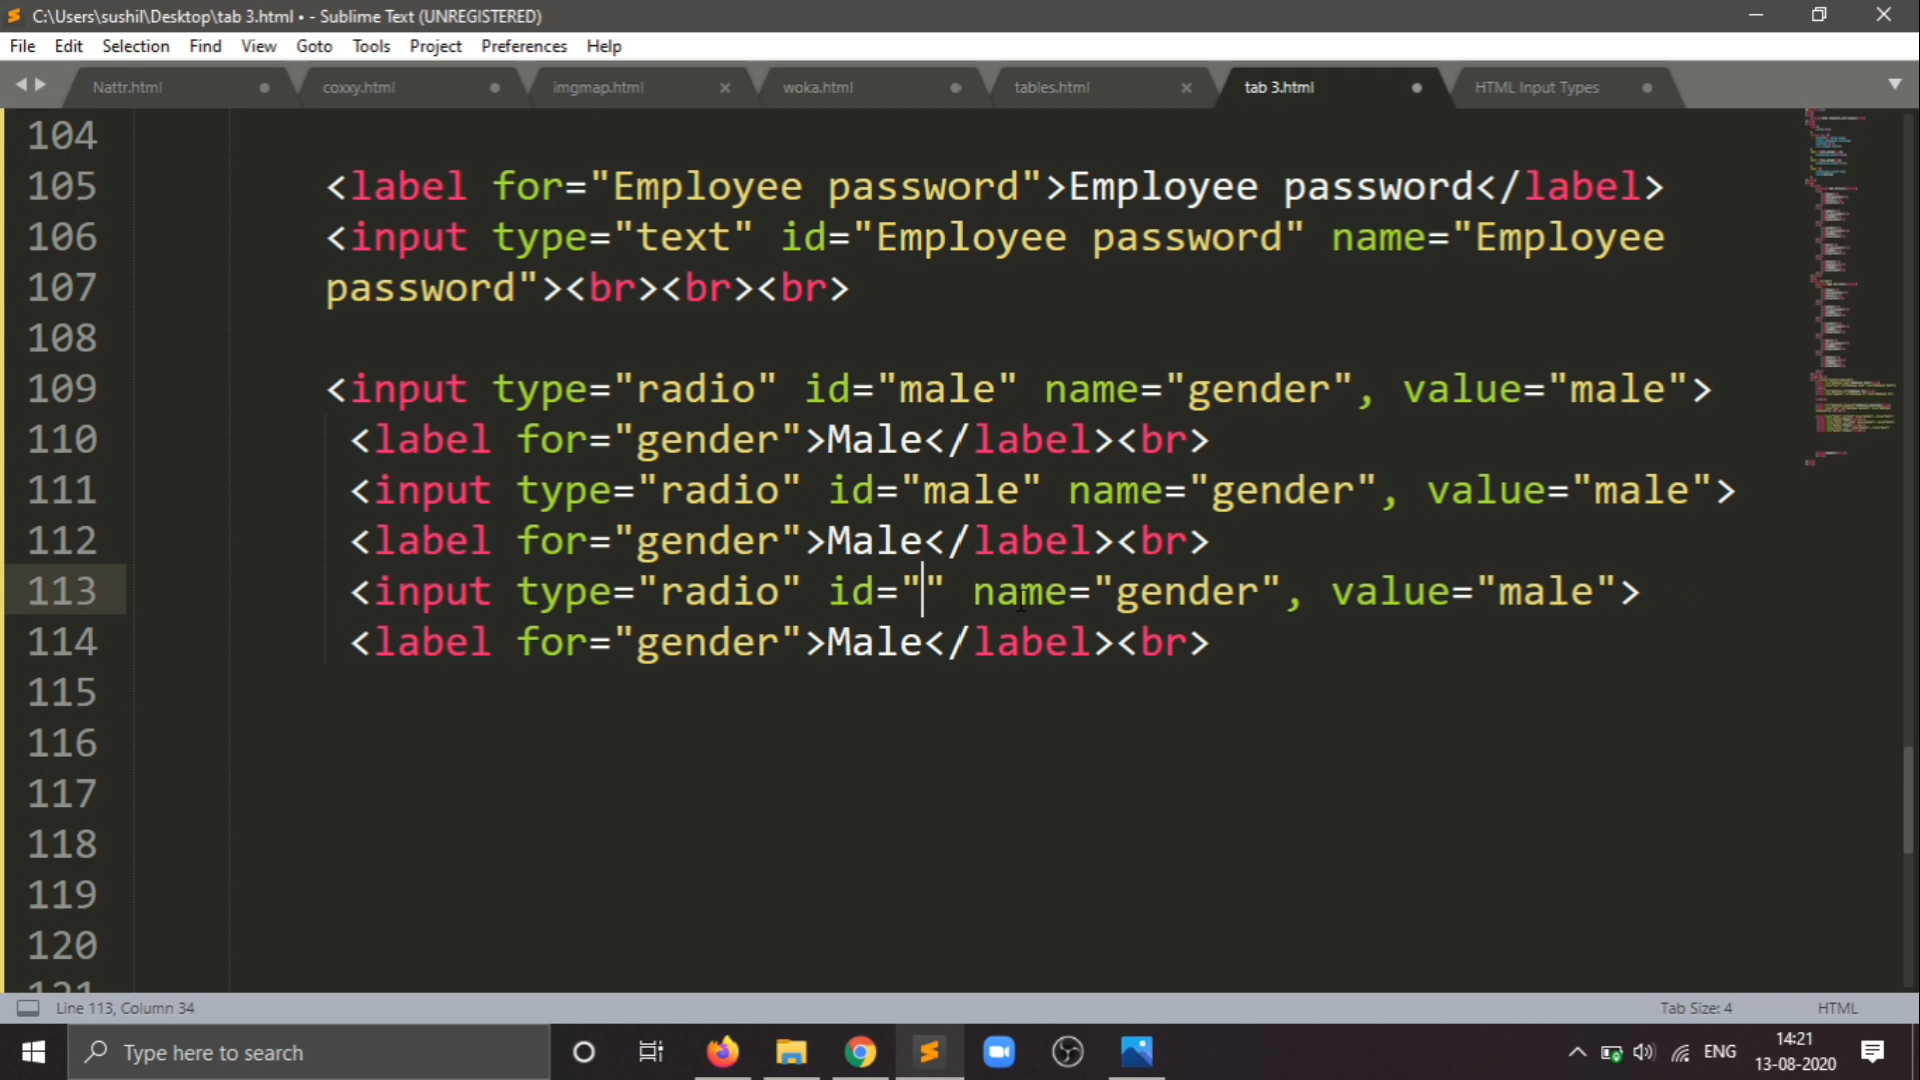 C:\Users\sushil\Desktop\tab 3.html • - Sublime Text (UNREGISTERED)
File Edit Selection Find View Goto Tools Project Preferences Help
Nattr.html coxxy.html imgmap.html woka.html tables.html tab 3.html HTML Input Types
104
105 <label for="Employee password">Employee password</label>
106 <input type="text" id="Employee password" name="Employee
107 password"><br><br><br>
108
109 <input type="radio" id="male" name="gender", value="male">
110 <label for="gender">Male</label><br>
111 <input type="radio" id="male" name="gender", value="male">
112 <label for="gender">Male</label><br>
113 <input type="radio" id="" name="gender", value="male">
114 <label for="gender">Male</label><br>
115
116
117
118
119
120
121
Line 113, Column 34 Tab Size: 4 HTML
Type here to search ENG 14:21
13-08-2020